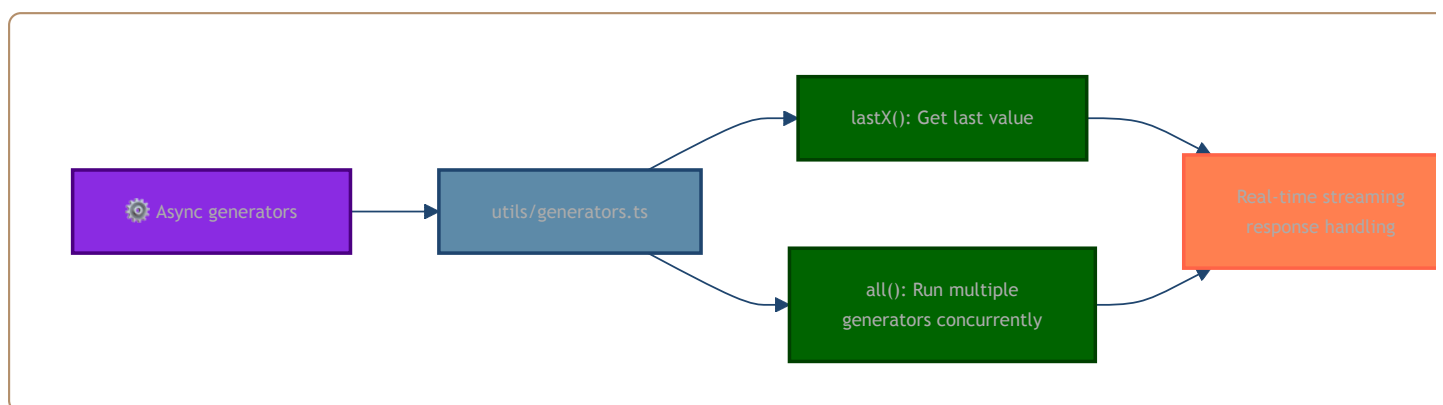 ⚙️ Async generators
utils/generators.ts
lastX(): Get last value
all(): Run multiple
generators concurrently
Real-time streaming
response handling